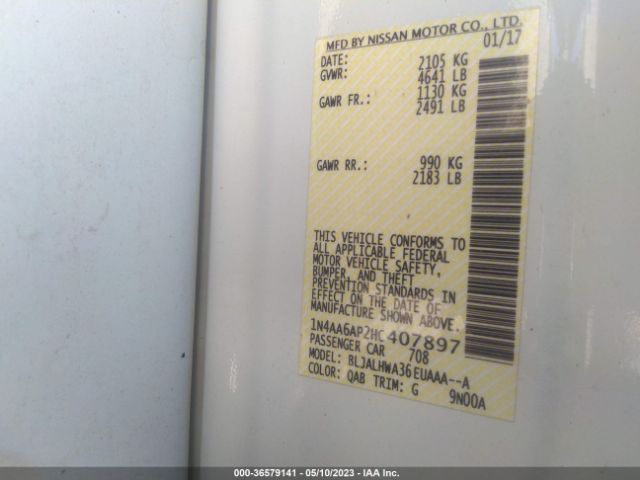 MFD BY NISSAN MOTOR CO., LTD.
DATE: 01/17
GVWR: 2105 KG
4641 LB
GAWR FR.: 1130 KG
2491 LB
GAWR RR.: 990 KG
2183 LB
THIS VEHICLE CONFORMS TO
ALL APPLICABLE FEDERAL
MOTOR VEHICLE SAFETY,
BUMPER, AND THEFT
PREVENTION STANDARDS IN
EFFECT ON THE DATE OF
MANUFACTURE SHOWN ABOVE.
1N4AA6AP2HC407897
PASSENGER CAR 708
MODEL: BLJALHWA36EUAAA--A
COLOR: QAB TRIM: G 9N00A
000-36579141 - 05/10/2023 - IAA Inc.